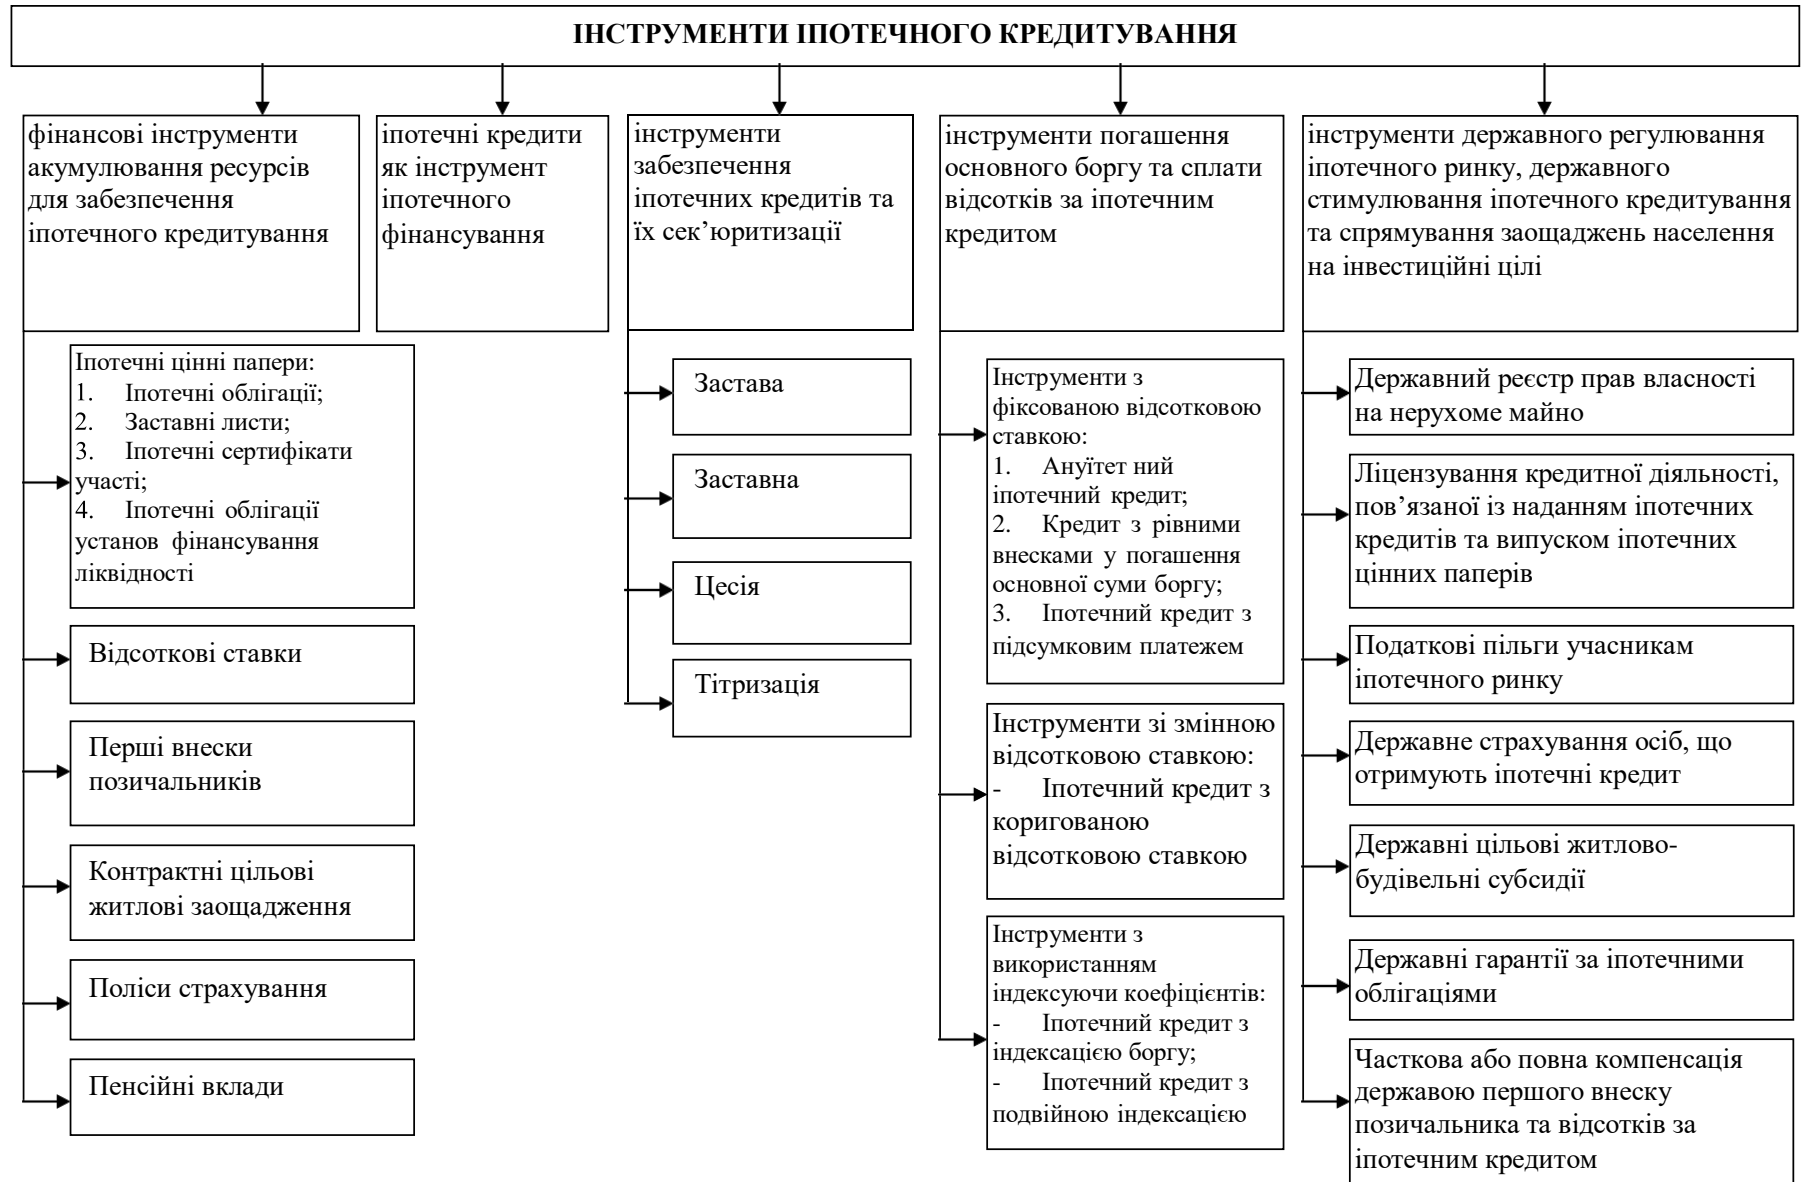 ІНСТРУМЕНТИ ІПОТЕЧНОГО КРЕДИТУВАННЯ
фінансові інструменти
акумулювання ресурсів
для забезпечення
іпотечного кредитування
іпотечні кредити
як інструмент
іпотечного
фінансування
інструменти
забезпечення
іпотечних кредитів та
їх сек’юритизації
інструменти погашення
основного боргу та сплати
відсотків за іпотечним
кредитом
інструменти державного регулювання
іпотечного ринку, державного
стимулювання іпотечного кредитування
та спрямування заощаджень населення
на інвестиційні цілі
Іпотечні цінні папери:
1. Іпотечні облігації;
2. Заставні листи;
3. Іпотечні сертифікати
участі;
4. Іпотечні облігації
установ фінансування
ліквідності
Відсоткові ставки
Перші внески
позичальників
Контрактні цільові
житлові заощадження
Поліси страхування
Пенсійні вклади
Застава
Заставна
Цесія
Тітризація
Інструменти з
фіксованою відсотковою
ставкою:
1. Ануїтет ний
іпотечний кредит;
2. Кредит з рівними
внесками у погашення
основної суми боргу;
3. Іпотечний кредит з
підсумковим платежем
Інструменти зі змінною
відсотковою ставкою:
- Іпотечний кредит з
коригованою
відсотковою ставкою
Інструменти з
використанням
індексуючи коефіцієнтів:
- Іпотечний кредит з
індексацією боргу;
- Іпотечний кредит з
подвійною індексацією
Державний реєстр прав власності
на нерухоме майно
Ліцензування кредитної діяльності,
пов’язаної із наданням іпотечних
кредитів та випуском іпотечних
цінних паперів
Податкові пільги учасникам
іпотечного ринку
Державне страхування осіб, що
отримують іпотечні кредит
Державні цільові житлово-
будівельні субсидії
Державні гарантії за іпотечними
облігаціями
Часткова або повна компенсація
державою першого внеску
позичальника та відсотків за
іпотечним кредитом